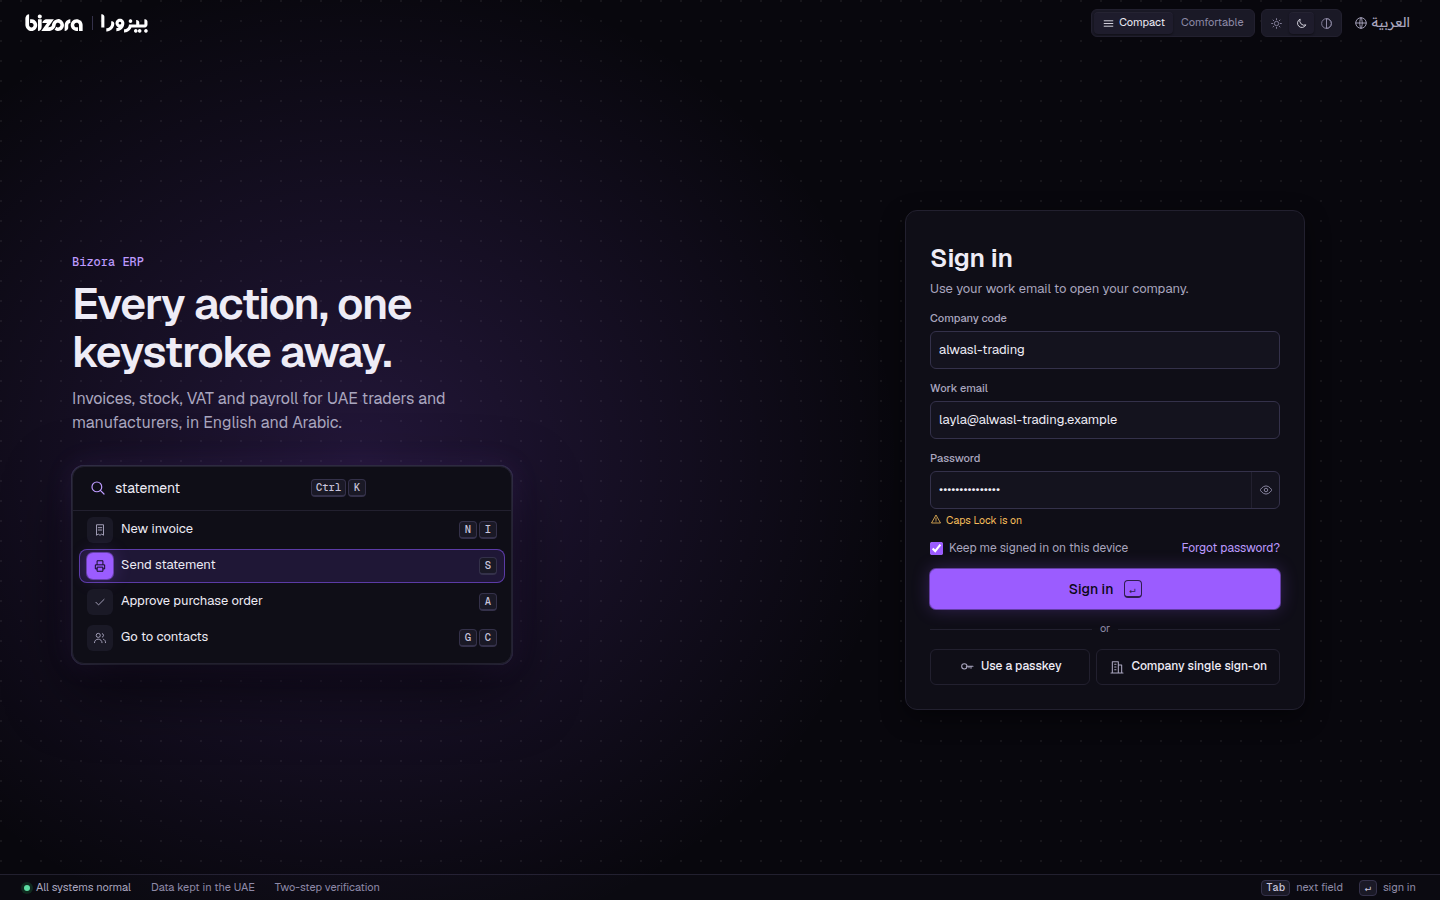 bizora | بيزورا
Compact Comfortable
العربية
Bizora ERP
Every action, one
keystroke away.
Invoices, stock, VAT and payroll for UAE traders and
manufacturers, in English and Arabic.
statement Ctrl K
New invoice N I
Send statement S
Approve purchase order A
Go to contacts G C
Sign in
Use your work email to open your company.
Company code
alwasl-trading
Work email
layla@alwasl-trading.example
Password
•••••••••••••••
Caps Lock is on
Keep me signed in on this device Forgot password?
Sign in ↵
or
Use a passkey Company single sign-on
All systems normal Data kept in the UAE Two-step verification Tab next field ↵ sign in